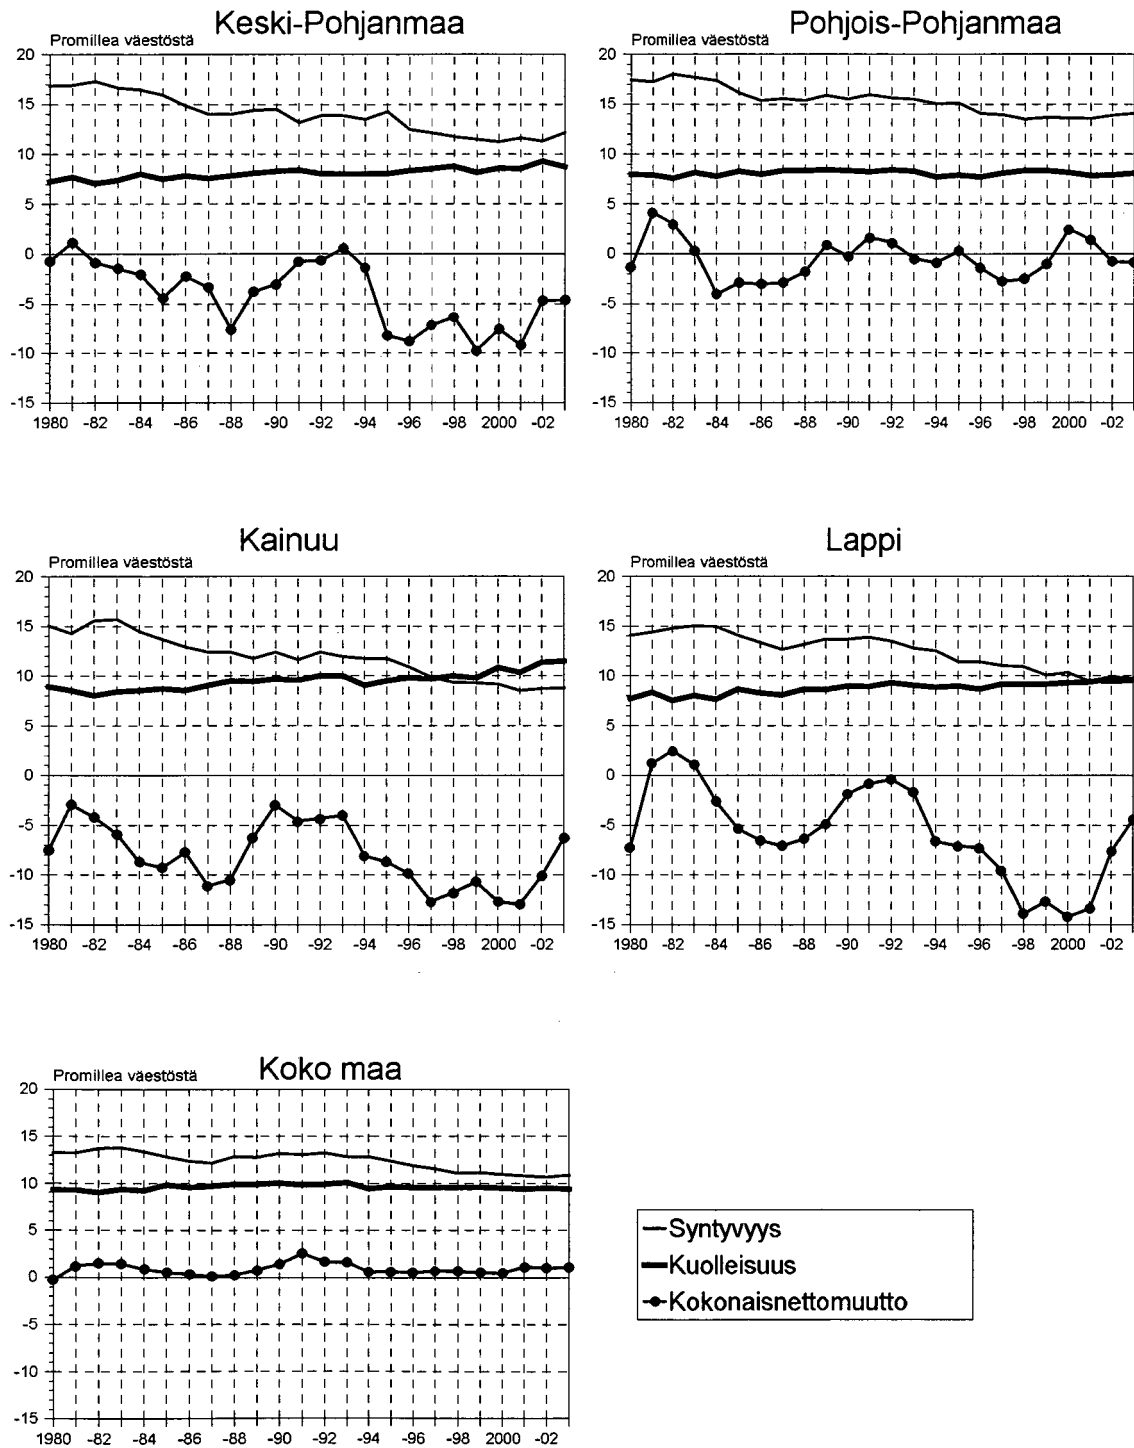 Keski-Pohjanmaa
Promillea väestöstä
20
15
10
5
0
-5
-10
-15
1980 -82 -84 -86 -88 -90 -92 -94 -96 -98 2000 -02
Pohjois-Pohjanmaa
Promillea väestöstä
20
15
10
5
0
-5
-10
-15
1980 -82 -84 -86 -88 -90 -92 -94 -96 -98 2000 -02
Kainuu
Promillea väestöstä
20
15
10
5
0
-5
-10
-15
1980 -82 -84 -86 -88 -90 -92 -94 -96 -98 2000 -02
Lappi
Promillea väestöstä
20
15
10
5
0
-5
-10
-15
1980 -82 -84 -86 -88 -90 -92 -94 -96 -98 2000 -02
Koko maa
Promillea väestöstä
20
15
10
5
0
-5
-10
-15
1980 -82 -84 -86 -88 -90 -92 -94 -96 -98 2000 -02
Syntyvyys
Kuolleisuus
Kokonaisnettomuutto